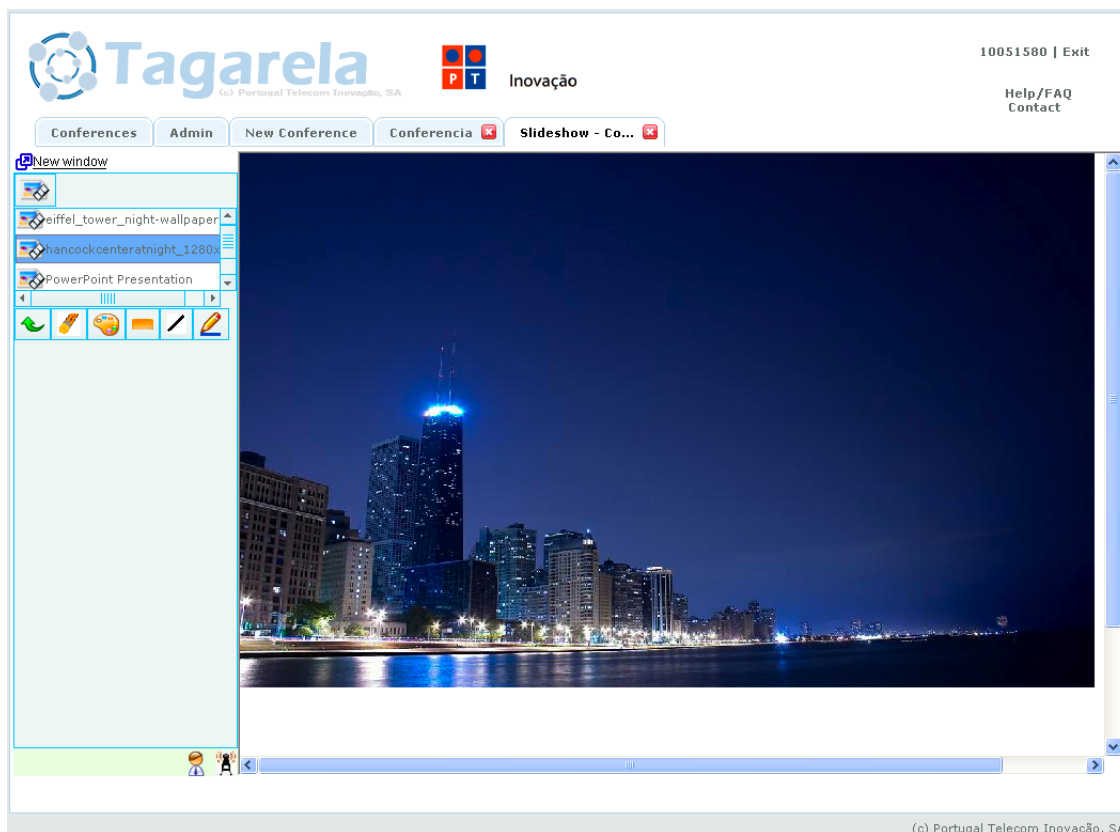 Tagarela
(c) Portugal Telecom Inovação, SA
P T
Inovação
10051580 | Exit
Help/FAQ
Contact
Conferences
Admin
New Conference
Conferencia
Slideshow - Co...
New window
eiffel_tower_night-wallpaper
hancockcenteratnight_1280x
PowerPoint Presentation
(c) Portugal Telecom Inovação, SA